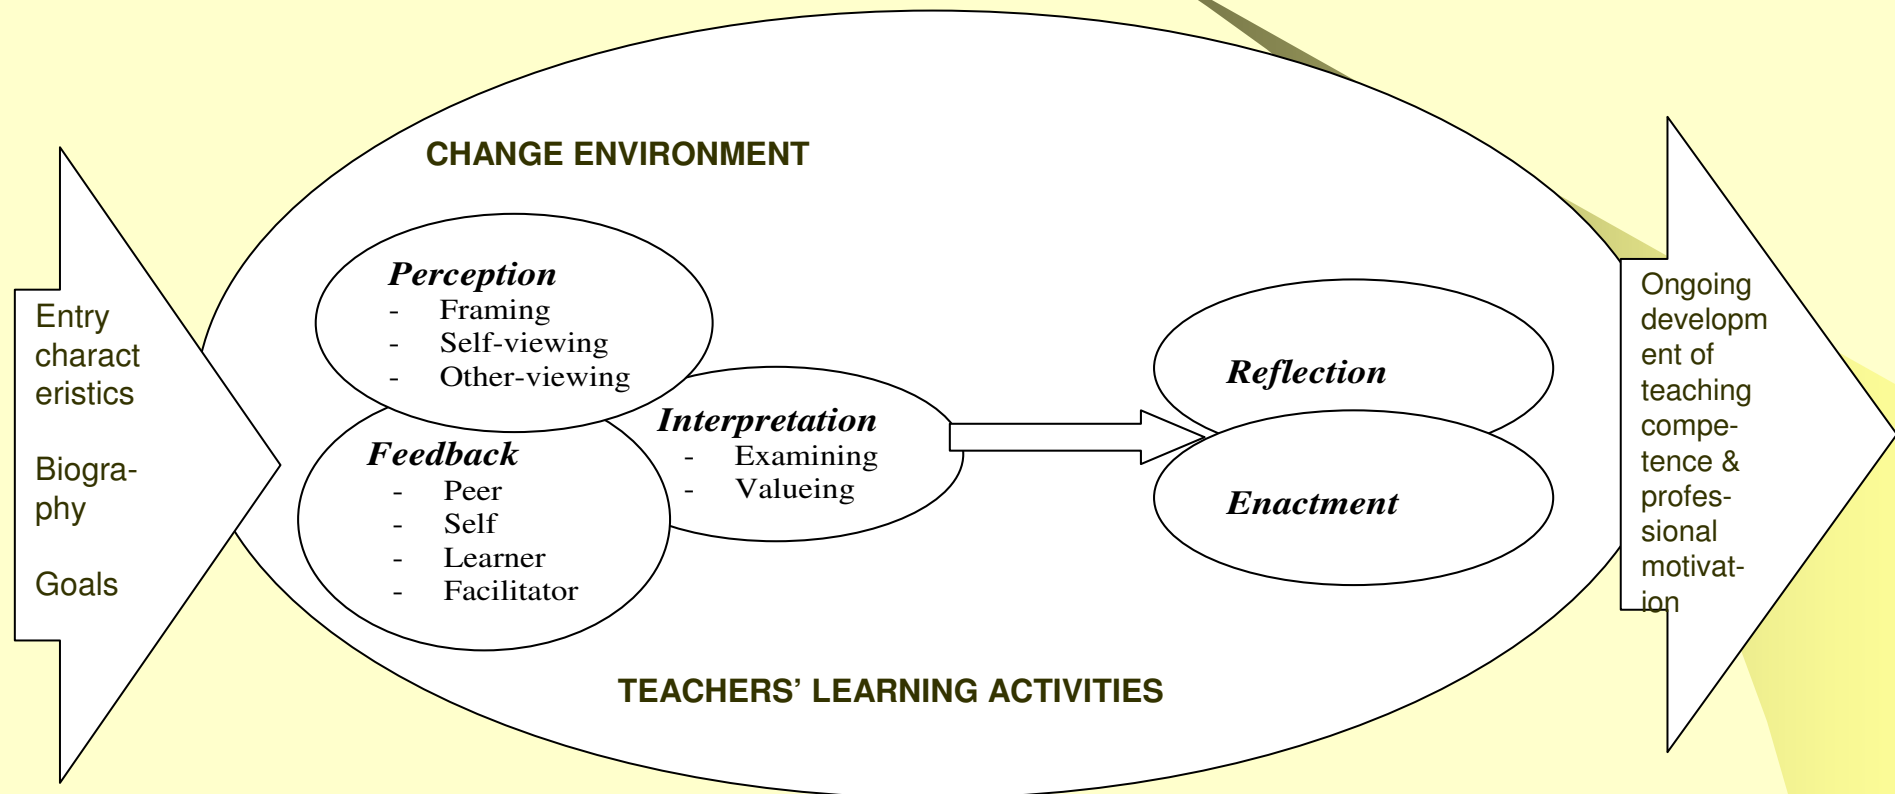 CHANGE ENVIRONMENT
Entry
charact
eristics
Biogra-
phy
Goals
Perception
- Framing
- Self-viewing
- Other-viewing
Feedback
- Peer
- Self
- Learner
- Facilitator
Interpretation
- Examining
- Valueing
Reflection
Enactment
TEACHERS’ LEARNING ACTIVITIES
Ongoing
developm
ent of
teaching
compe-
tence &
profes-
sional
motivat-
ion